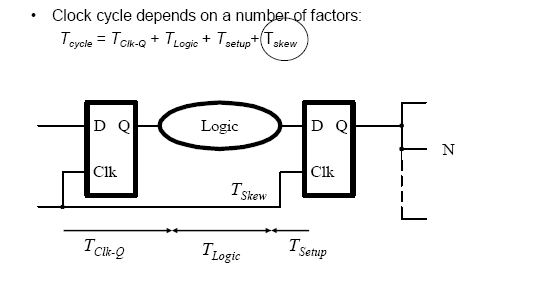 • Clock cycle depends on a number of factors:
Tcycle = TClk-Q + TLogic + Tsetup+ Tskew
D Q
Logic
D Q
N
Clk
Clk
TSkew
TClk-Q
TLogic
TSetup